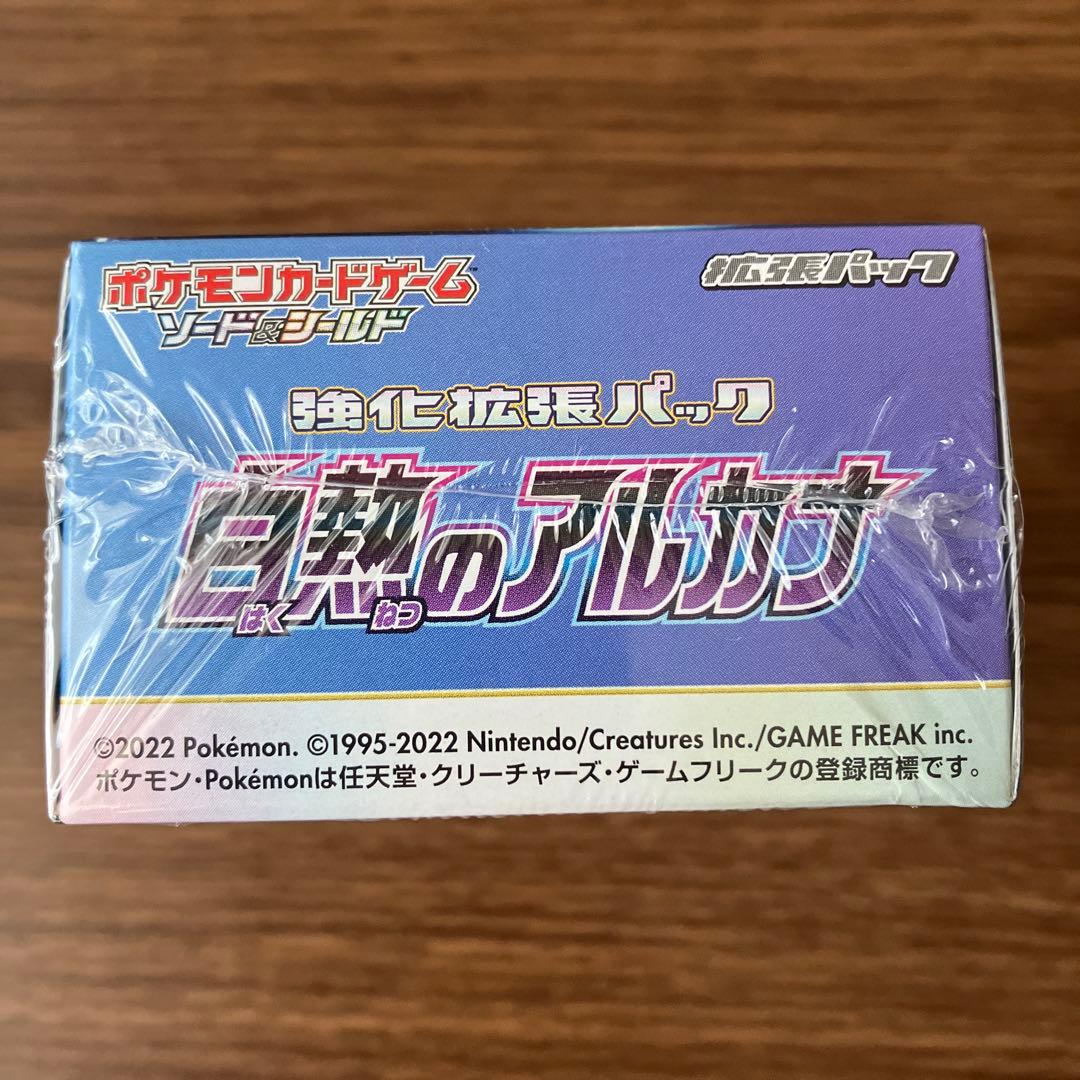 ポケモンカードゲーム™
拡張パック
ソード&シールド
強化拡張パック
白熱のアルカナ
はく ねつ
©2022 Pokémon. ©1995-2022 Nintendo/Creatures Inc./GAME FREAK inc.
ポケモン・Pokémonは任天堂・クリーチャーズ・ゲームフリークの登録商標です。